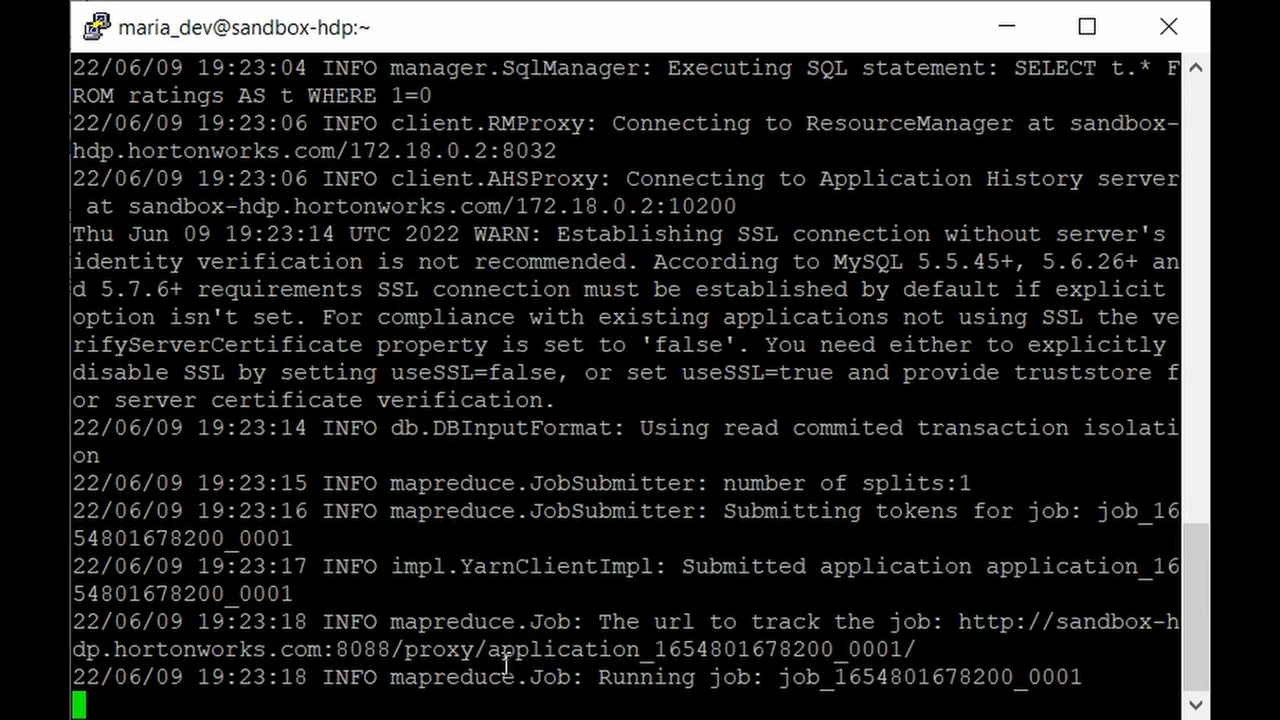 maria_dev@sandbox-hdp:~
22/06/09 19:23:04 INFO manager.SqlManager: Executing SQL statement: SELECT t.* F
ROM ratings AS t WHERE 1=0
22/06/09 19:23:06 INFO client.RMProxy: Connecting to ResourceManager at sandbox-
hdp.hortonworks.com/172.18.0.2:8032
22/06/09 19:23:06 INFO client.AHSProxy: Connecting to Application History server
 at sandbox-hdp.hortonworks.com/172.18.0.2:10200
Thu Jun 09 19:23:14 UTC 2022 WARN: Establishing SSL connection without server's
identity verification is not recommended. According to MySQL 5.5.45+, 5.6.26+ an
d 5.7.6+ requirements SSL connection must be established by default if explicit
option isn't set. For compliance with existing applications not using SSL the ve
rifyServerCertificate property is set to 'false'. You need either to explicitly
disable SSL by setting useSSL=false, or set useSSL=true and provide truststore f
or server certificate verification.
22/06/09 19:23:14 INFO db.DBInputFormat: Using read commited transaction isolati
on
22/06/09 19:23:15 INFO mapreduce.JobSubmitter: number of splits:1
22/06/09 19:23:16 INFO mapreduce.JobSubmitter: Submitting tokens for job: job_16
54801678200_0001
22/06/09 19:23:17 INFO impl.YarnClientImpl: Submitted application application_16
54801678200_0001
22/06/09 19:23:18 INFO mapreduce.Job: The url to track the job: http://sandbox-h
dp.hortonworks.com:8088/proxy/application_1654801678200_0001/
22/06/09 19:23:18 INFO mapreduce.Job: Running job: job_1654801678200_0001